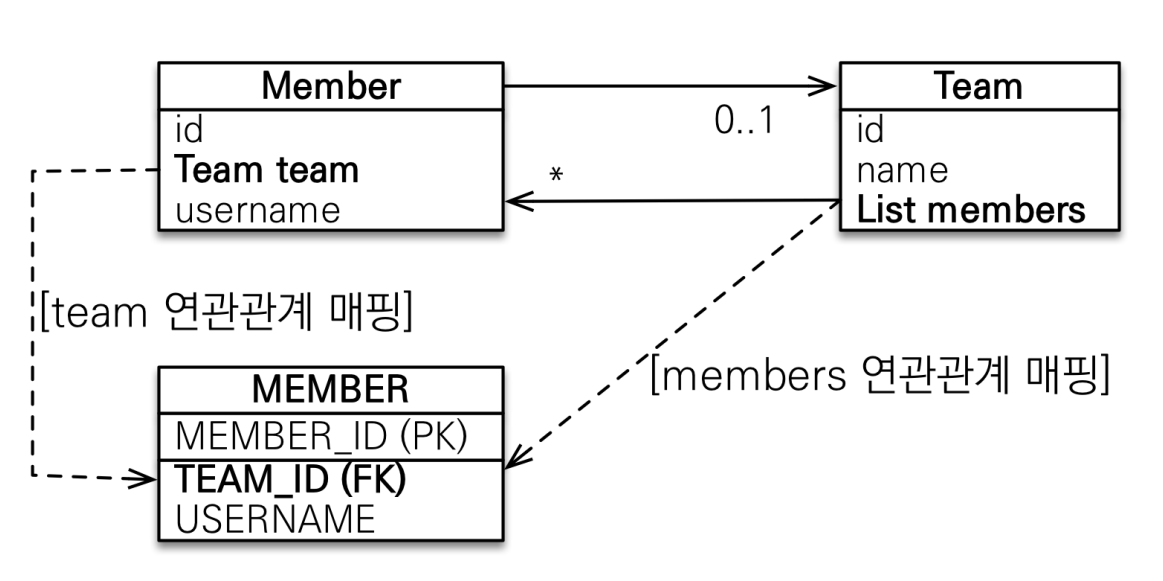 Member
id
Team team
username
0..1
*
Team
id
name
List members
[team 연관관계 매핑]
[members 연관관계 매핑]
MEMBER
MEMBER_ID (PK)
TEAM_ID (FK)
USERNAME